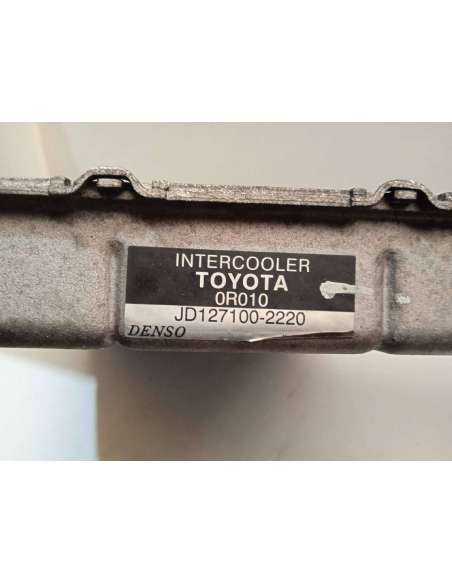 INTERCOOLER
TOYOTA
0R010
JD127100-2220
DENSO